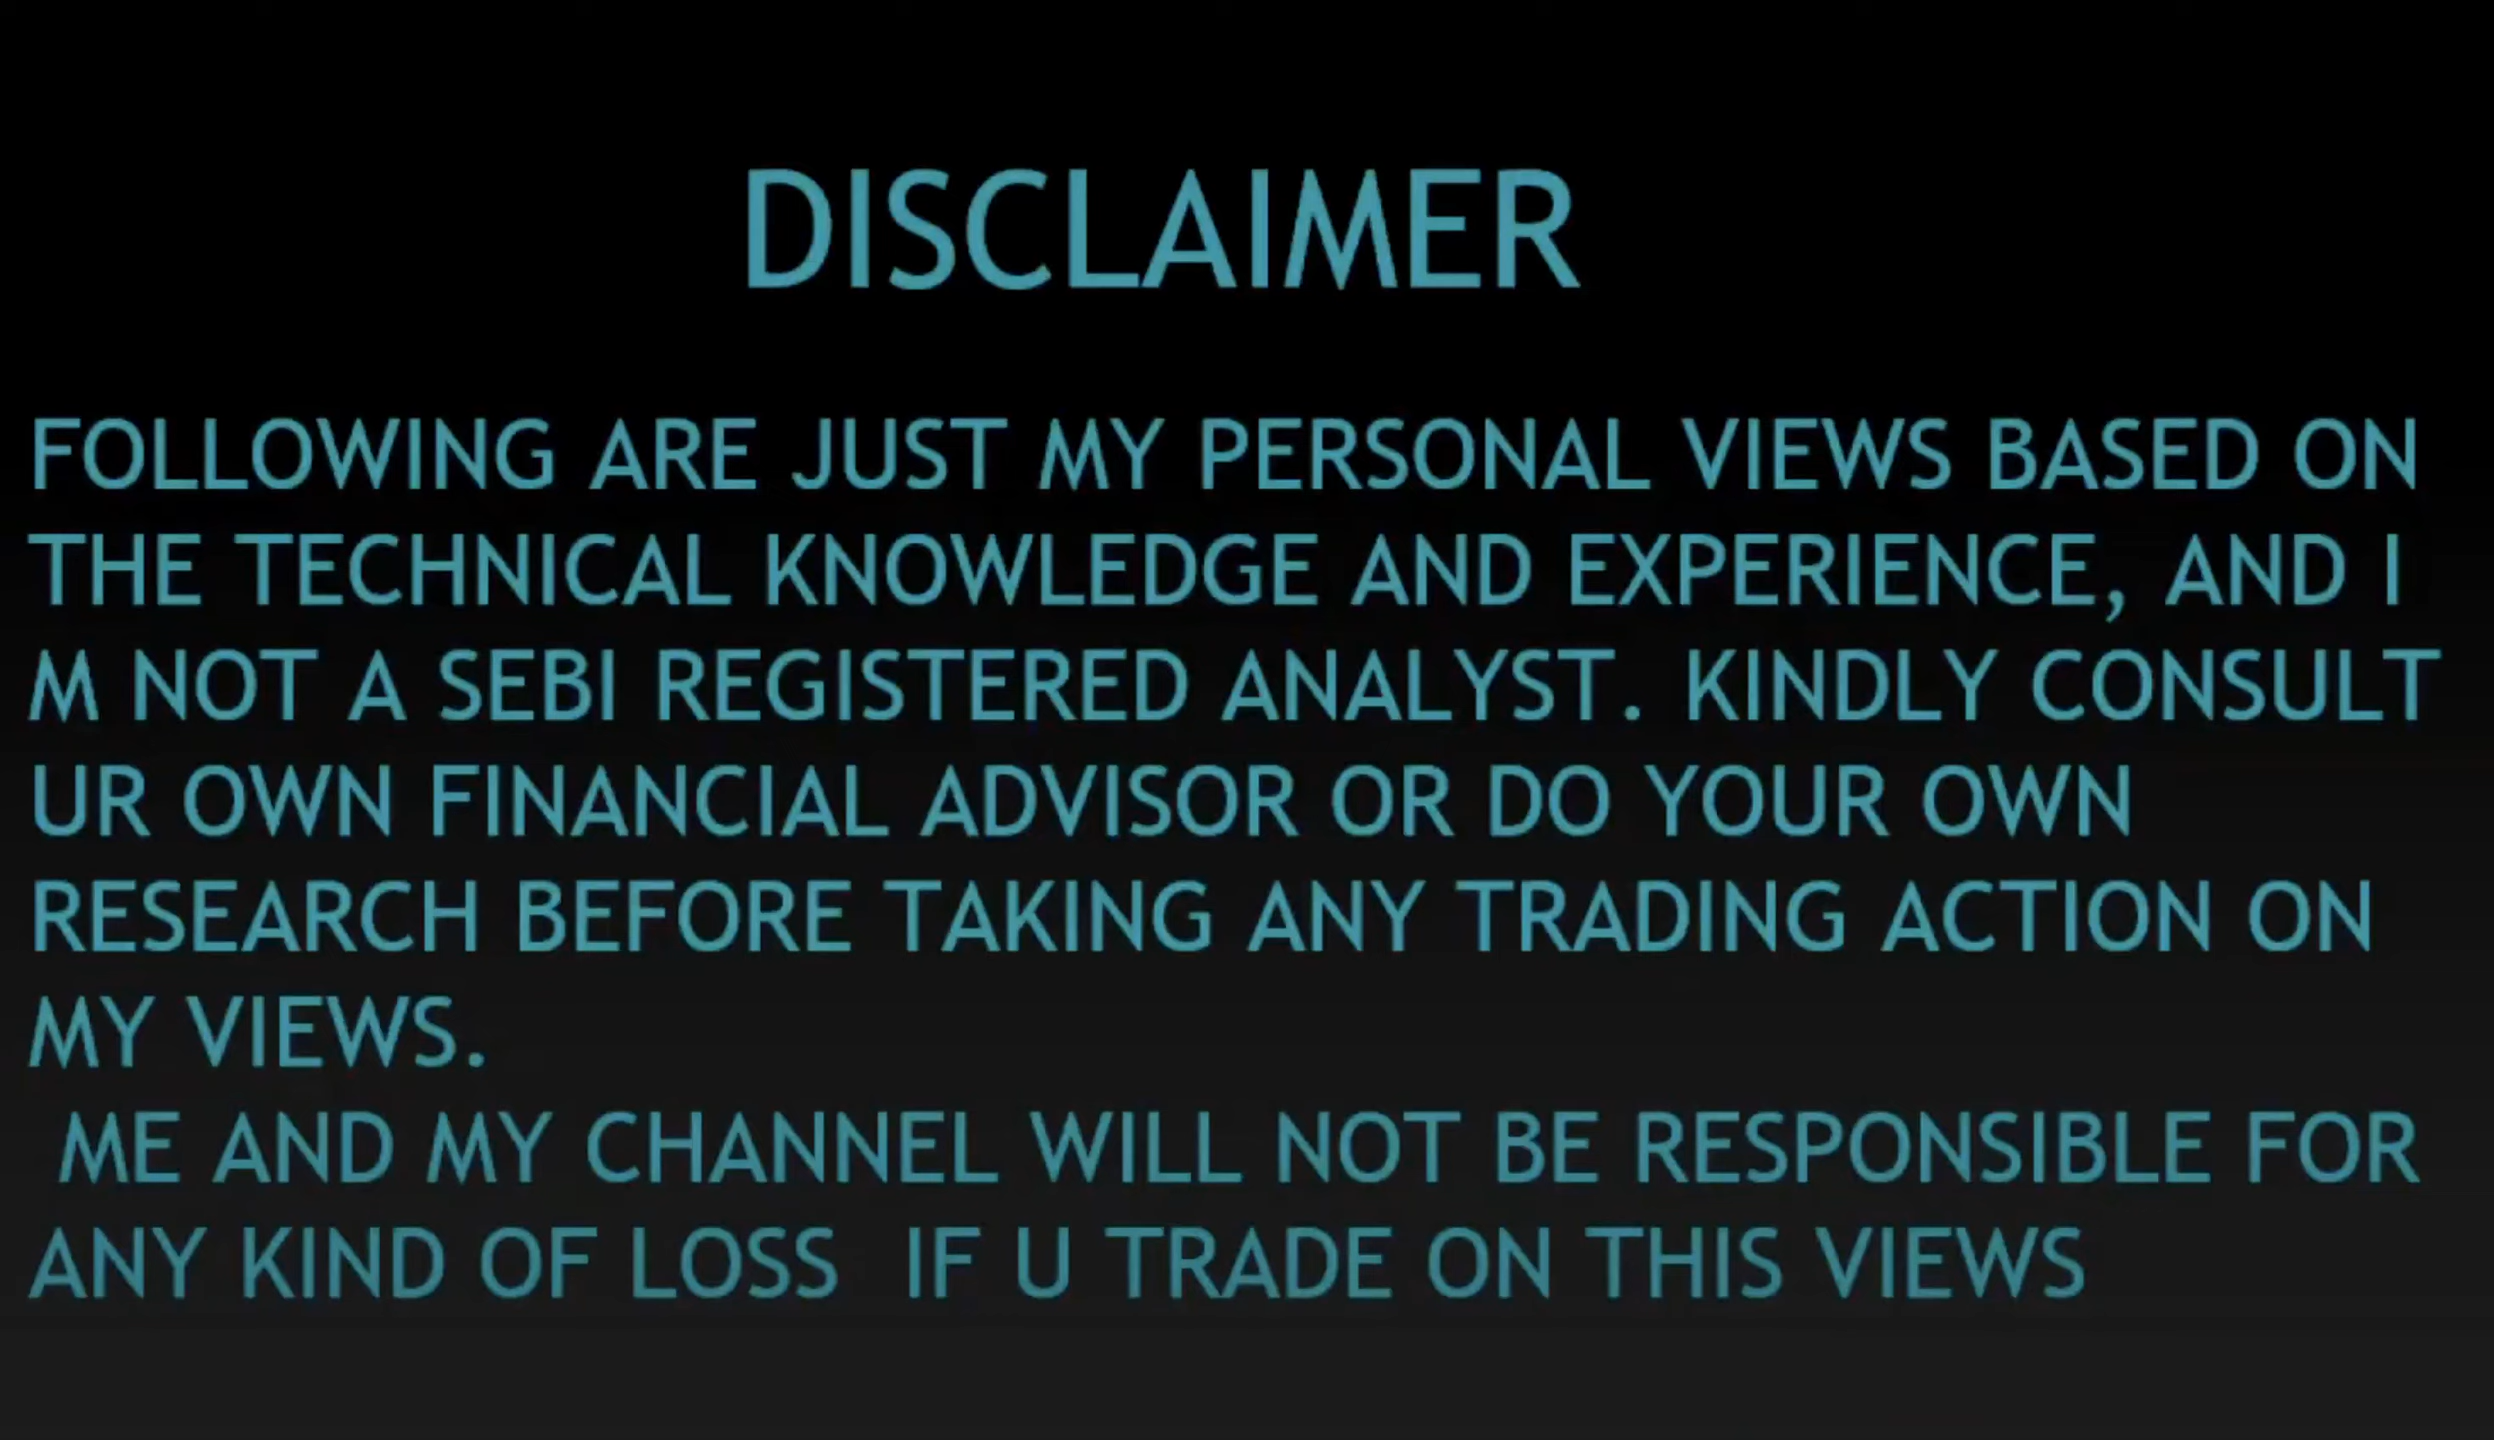 DISCLAIMER
FOLLOWING ARE JUST MY PERSONAL VIEWS BASED ON
THE TECHNICAL KNOWLEDGE AND EXPERIENCE, AND I
M NOT A SEBI REGISTERED ANALYST. KINDLY CONSULT
UR OWN FINANCIAL ADVISOR OR DO YOUR OWN
RESEARCH BEFORE TAKING ANY TRADING ACTION ON
MY VIEWS.
ME AND MY CHANNEL WILL NOT BE RESPONSIBLE FOR
ANY KIND OF LOSS  IF U TRADE ON THIS VIEWS